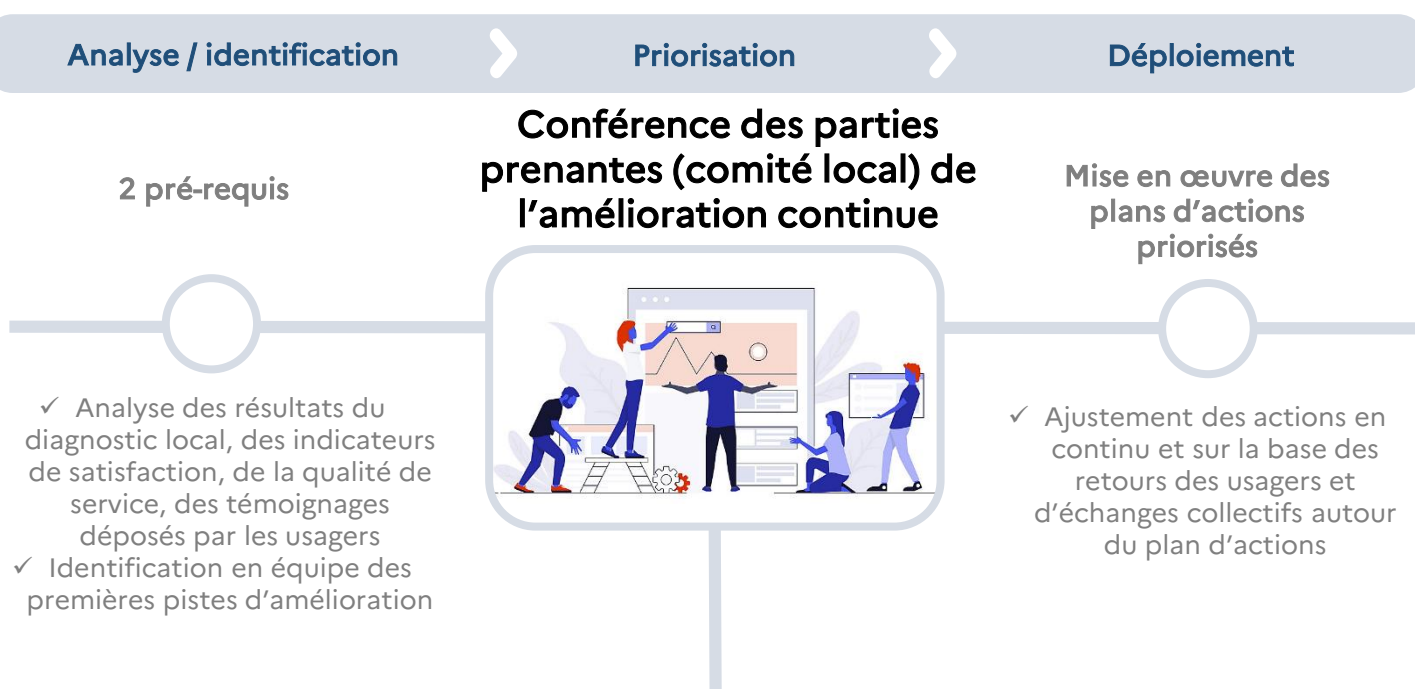 Analyse / identification
Priorisation
Déploiement
2 pré-requis
Conférence des parties
prenantes (comité local) de
l'amélioration continue
Mise en œuvre des
plans d'actions
priorisés
✓ Analyse des résultats du
diagnostic local, des indicateurs
de satisfaction, de la qualité de
service, des témoignages
déposés par les usagers
✓ Identification en équipe des
premières pistes d'amélioration
✓ Ajustement des actions en
continu et sur la base des
retours des usagers et
d'échanges collectifs autour
du plan d'actions